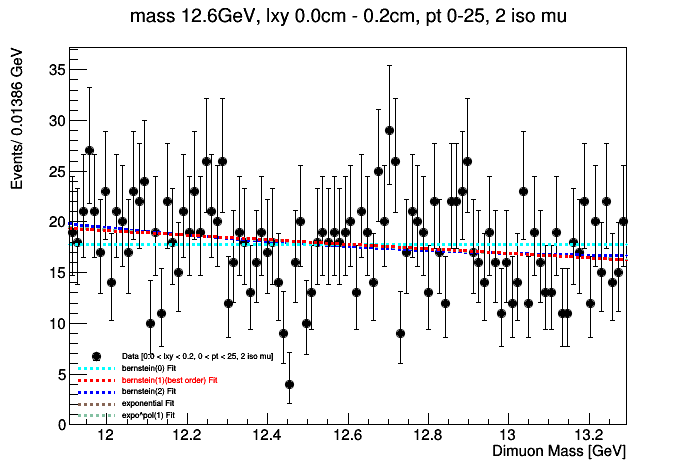 mass 12.6GeV, lxy 0.0cm - 0.2cm, pt 0-25, 2 iso mu
Events/ 0.01386 GeV
35
30
25
20
15
10
5
0
Data [0.0 < lxy < 0.2, 0 < pt < 25, 2 iso mu]
bernstein(0) Fit
bernstein(1)(best order) Fit
bernstein(2) Fit
exponential Fit
expo^pol(1) Fit
12 12.2 12.4 12.6 12.8 13 13.2
Dimuon Mass [GeV]